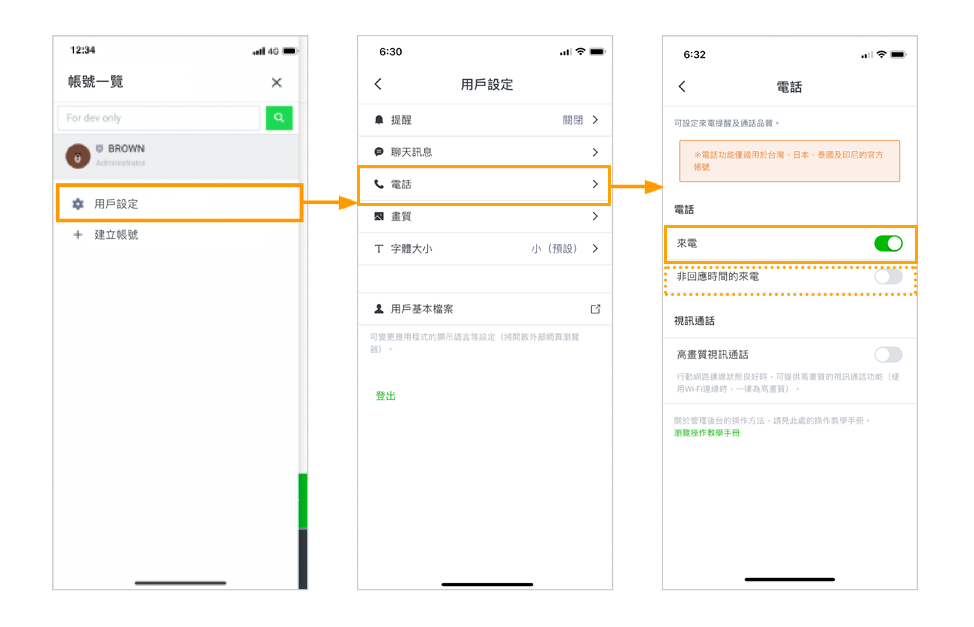 12:34
4G
帳號一覽
For dev only
BROWN
Administrator
用戶設定
建立帳號
6:30
用戶設定
提醒
關閉
聊天訊息
電話
畫質
字體大小
小（預設）
用戶基本檔案
可變更應用程式的顯示語言等設定（將開啟外部網頁瀏覽
器）。
登出
6:32
電話
可設定來電提醒及通話品質。
※電話功能僅適用於台灣、日本、泰國及印尼的官方
帳號
電話
來電
非回應時間的來電
視訊通話
高畫質視訊通話
行動網路連線狀態良好時，可提供高畫質的視訊通話功能（使
用Wi-Fi連線時，一律為高畫質）。
關於管理後台的操作方法，請見此處的操作教學手冊。
瀏覽操作教學手冊